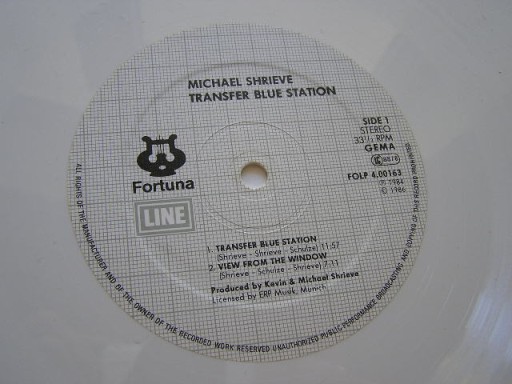 MICHAEL SHRIEVE
TRANSFER BLUE STATION
SIDE 1
STEREO
33⅓ RPM
GEMA
LC 8878
FOLP 4.00163
℗ 1984
© 1986
Fortuna
LINE
1. TRANSFER BLUE STATION
(Shrieve - Shrieve - Schulze) 11:57
2. VIEW FROM THE WINDOW
(Shrieve - Schulze - Shrieve) 7:11
Produced by Kevin & Michael Shrieve
Licensed by ERP Musik, Munich
ALL RIGHTS OF THE MANUFACTURER AND OF THE OWNER OF THE RECORDED WORK RESERVED UNAUTHORIZED PUBLIC PERFORMANCE BROADCASTING AND COPYING OF THIS RECORD PROHIBITED